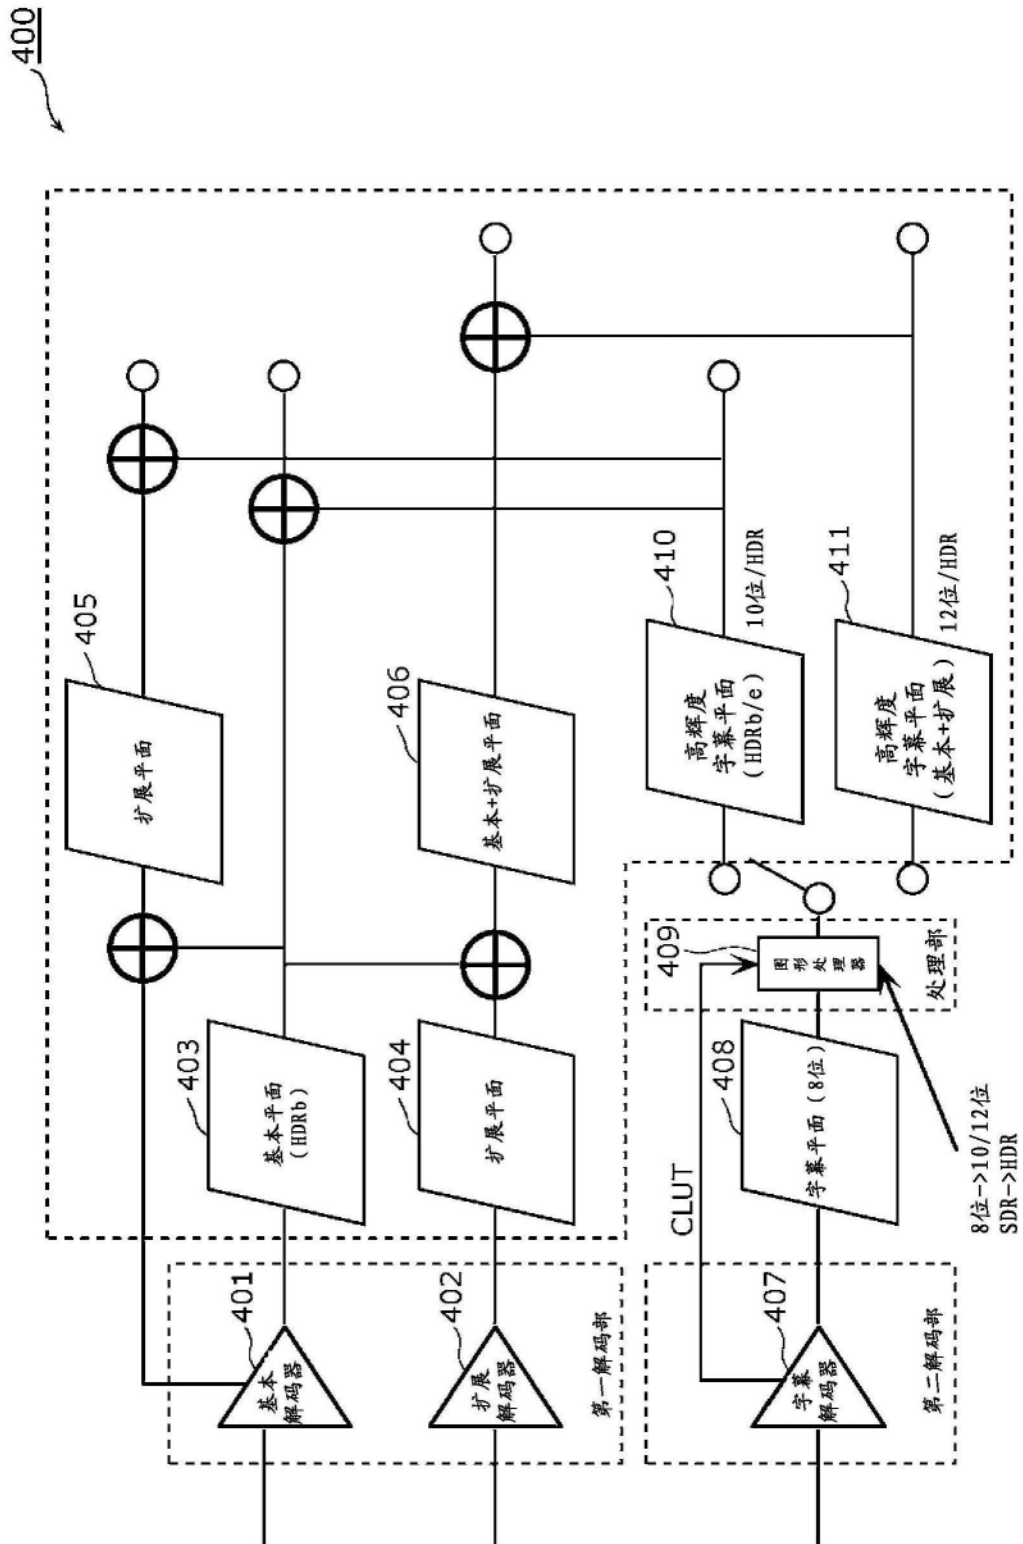 400
405
扩展平面
406
基本+扩展平面
410
高辉度
字幕平面
(HDRb/e)
10位/HDR
411
高辉度
字幕平面
(基本+扩展)
12位/HDR
403
基本平面
(HDRb)
404
扩展平面
408
字幕平面(8位)
409
图形处理器
处理部
CLUT
8位->10/12位
SDR->HDR
401
基本
解码器
402
扩展
解码器
第一解码部
407
字幕
解码器
第二解码部